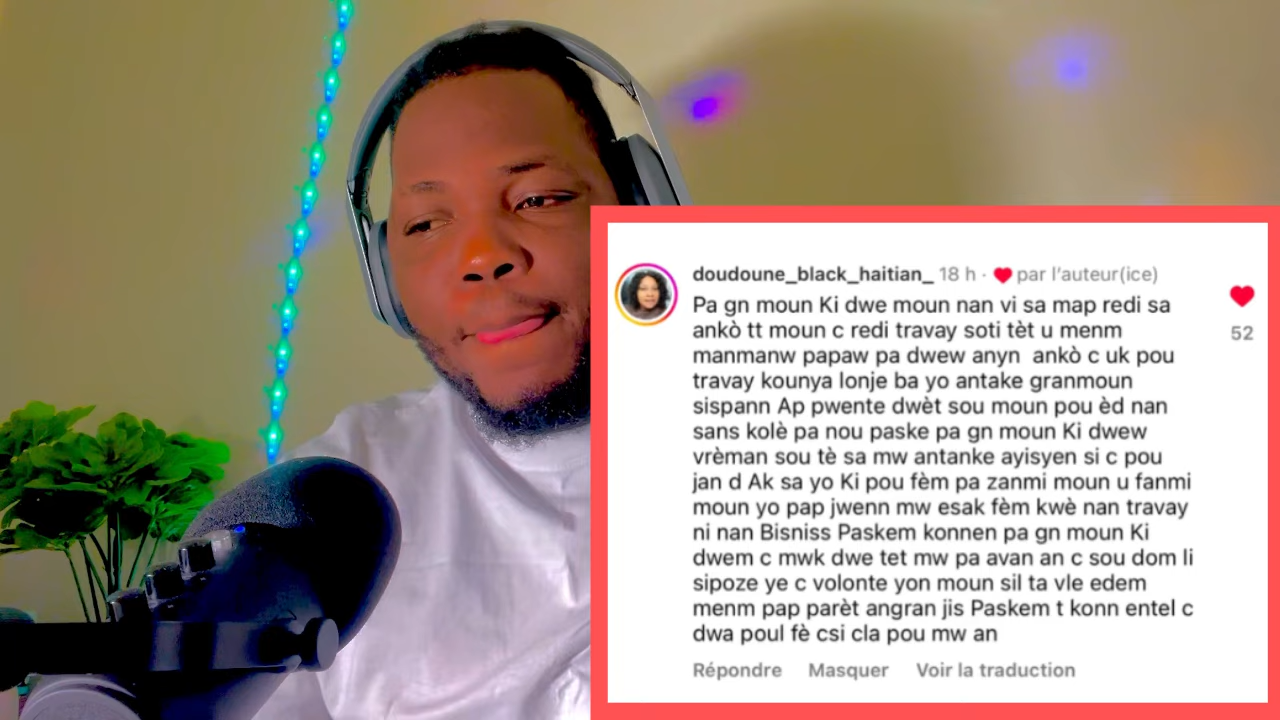 doudoune_black_haitian_ 18 h · ❤️ par l'auteur(ice)
Pa gn moun Ki dwe moun nan vi sa map redi sa
ankò tt moun c redi travay soti tèt u menm
manmanw papaw pa dwew anyn ankò c uk pou
travay kounya lonje ba yo antake granmoun
sispann Ap pwente dwèt sou moun pou èd nan
sans kolè pa nou paske pa gn moun Ki dwew
vrèman sou tè sa mw antanke ayisyen si c pou
jan d Ak sa yo Ki pou fèm pa zanmi moun u fanmi
moun yo pap jwenn mw esak fèm kwè nan travay
ni nan Bisniss Paskem konnen pa gn moun Ki
dwem c mwk dwe tet mw pa avan an c sou dom li
sipoze ye c volonte yon moun sil ta vle edem
menm pap parèt angran jis Paskem t konn entel c
dwa poul fè csi cla pou mw an
52
Répondre Masquer Voir la traduction